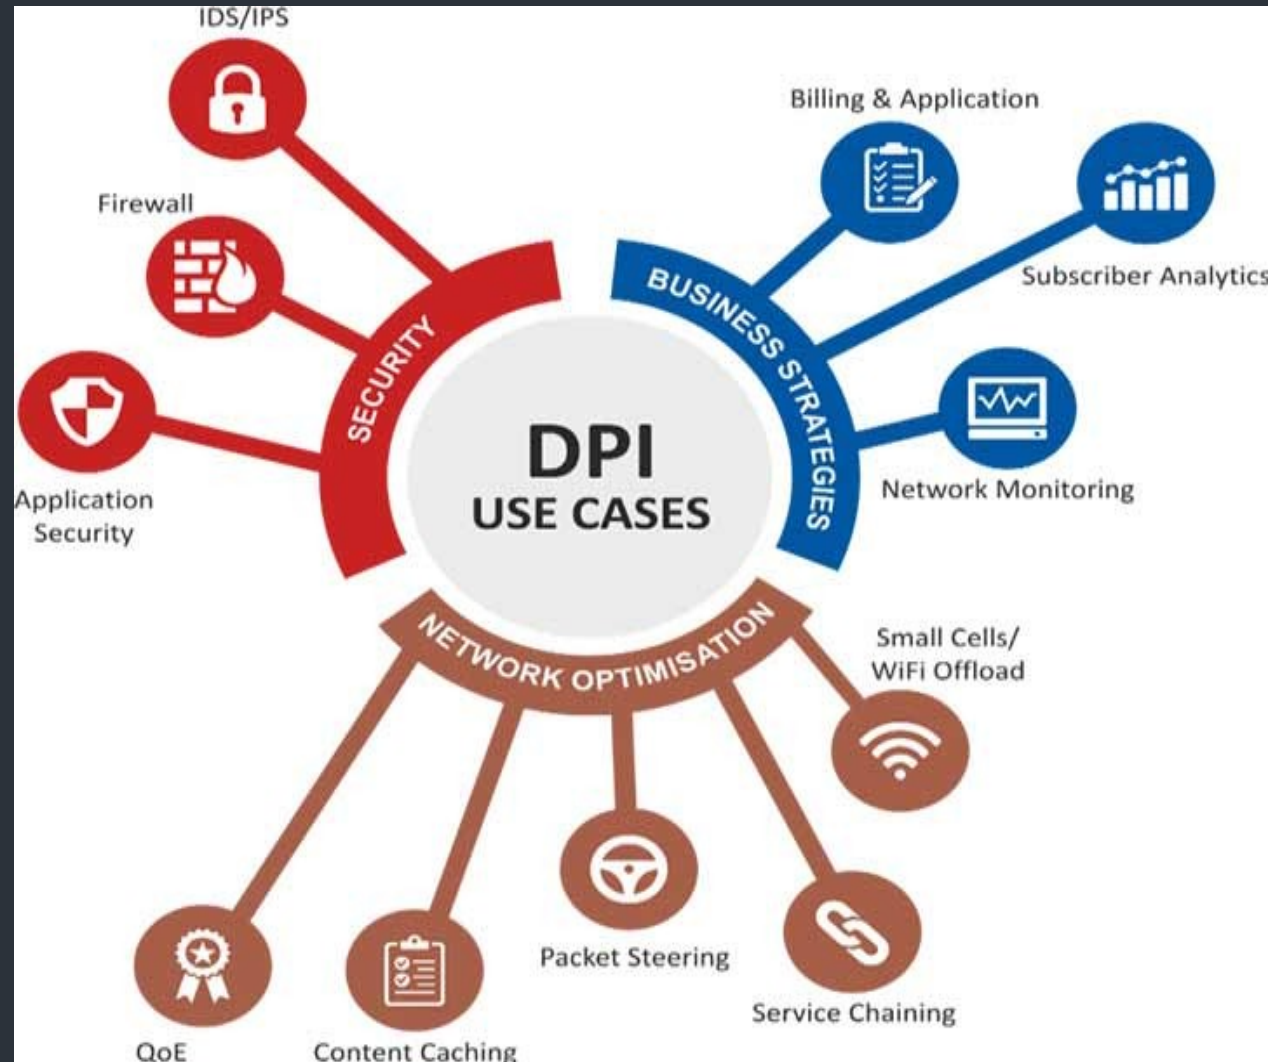 IDS/IPS
Firewall
Application
Security
SECURITY
Billing & Application
Subscriber Analytics
Network Monitoring
BUSINESS STRATEGIES
DPI
USE CASES
NETWORK OPTIMISATION
Small Cells/
WiFi Offload
Service Chaining
Packet Steering
Content Caching
QoE